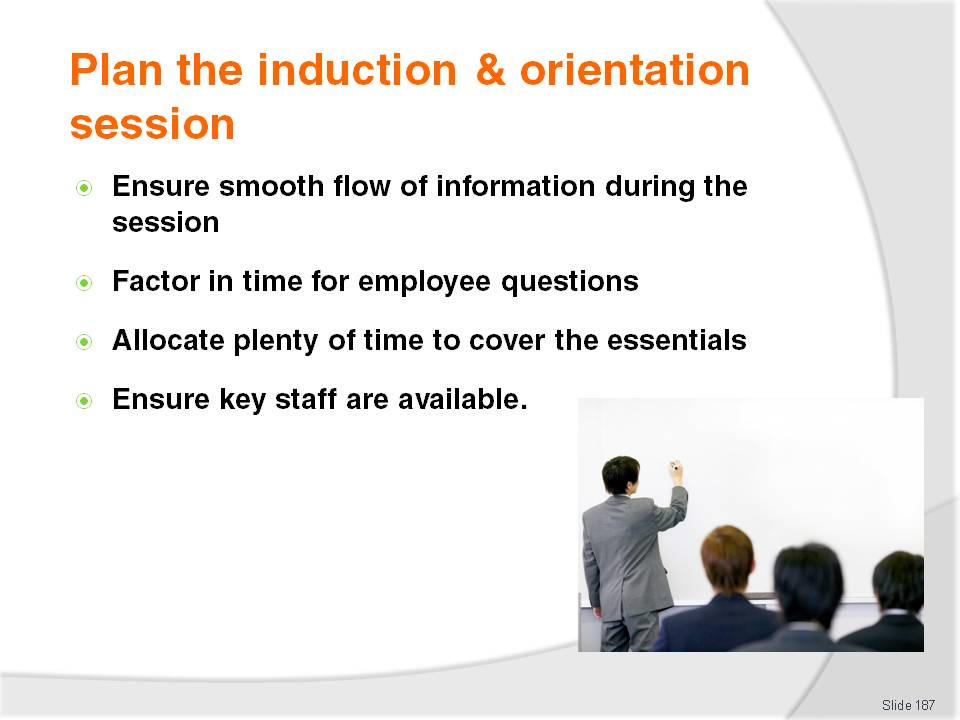 Plan the induction & orientation
session
Ensure smooth flow of information during the
session
Factor in time for employee questions
Allocate plenty of time to cover the essentials
Ensure key staff are available.
Slide 187